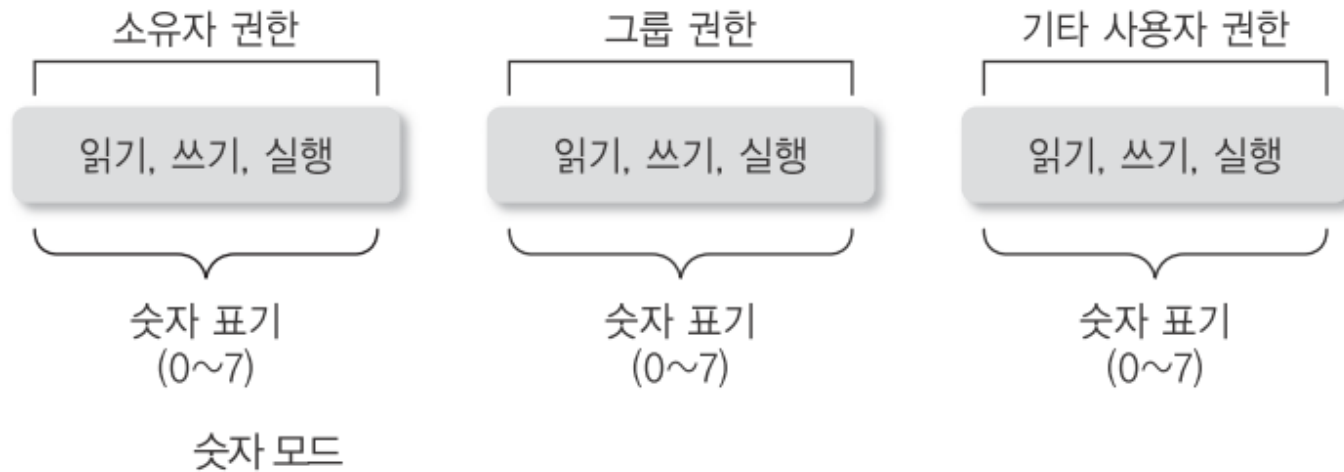 소유자 권한 그룹 권한 기타 사용자 권한
읽기, 쓰기, 실행 읽기, 쓰기, 실행 읽기, 쓰기, 실행
숫자 표기 숫자 표기 숫자 표기
(0~7) (0~7) (0~7)
숫자 모드